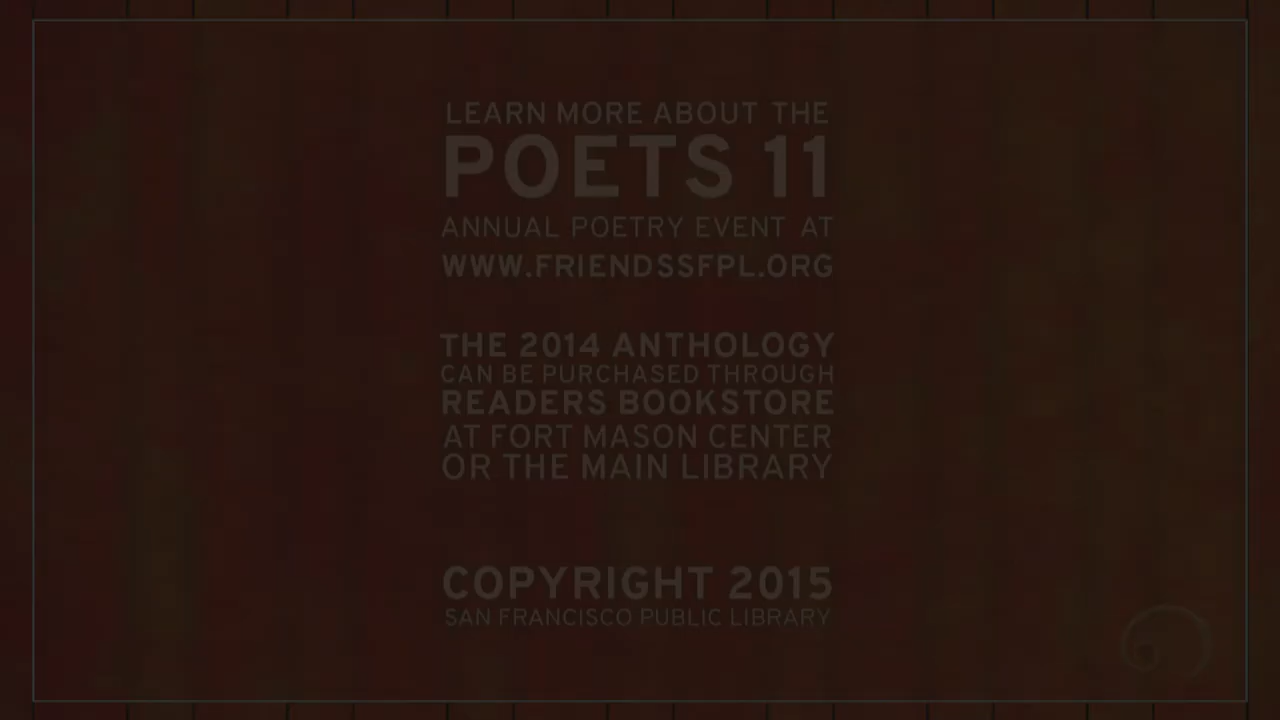 LEARN MORE ABOUT THE
POETS 11
ANNUAL POETRY EVENT AT
WWW.FRIENDSSFPL.ORG
THE 2014 ANTHOLOGY
CAN BE PURCHASED THROUGH
READERS BOOKSTORE
AT FORT MASON CENTER
OR THE MAIN LIBRARY
COPYRIGHT 2015
SAN FRANCISCO PUBLIC LIBRARY